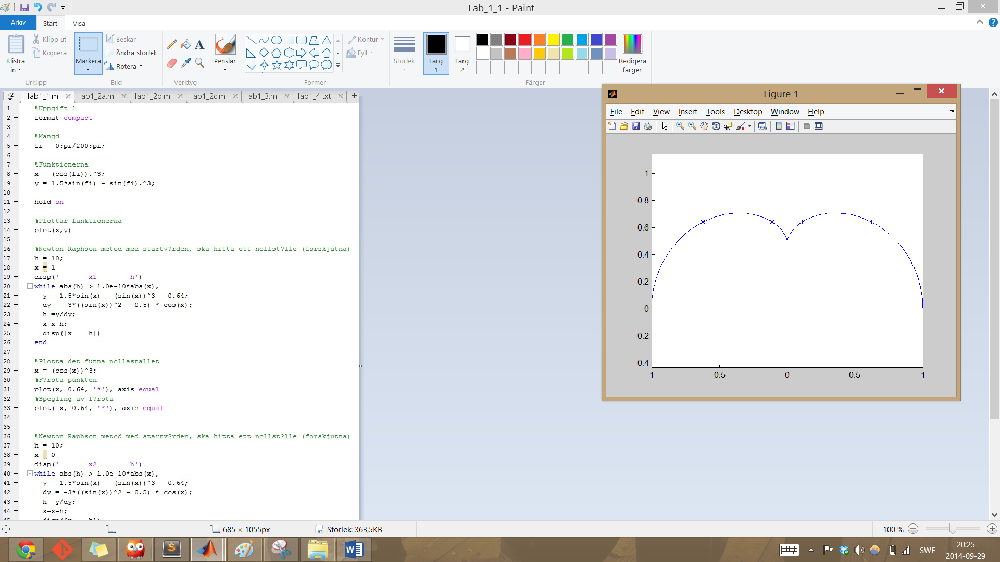 Lab_1_1 - Paint
Arkiv
Start
Visa
Klistra
in
Klipp ut
Kopiera
Urklipp
Markera
Beskär
Ändra storlek
Rotera
Bild
A
Verktyg
Penslar
Former
Kontur
Fyll
Storlek
Färg
1
Färg
2
Redigera
färger
Färger
+2
lab1_1.m
lab1_2a.m
lab1_2b.m
lab1_2c.m
lab1_3.m
lab1_4.txt
1 %Uppgift 1
2 format compact
3
4 %Mangd
5 fi = 0:pi/200:pi;
6
7 %Funktionerna
8 x = (cos(fi)).^3;
9 y = 1.5*sin(fi) - sin(fi).^3;
10
11 hold on
12
13 %Plottar funktionerna
14 plot(x,y)
15
16 %Newton Raphson metod med startv?rden, ska hitta ett nollst?lle (forskjutna)
17 h = 10;
18 x = 1
19 disp('       x1        h')
20 while abs(h) > 1.0e-10*abs(x),
21 y = 1.5*sin(x) - (sin(x))^3 - 0.64;
22 dy = -3*((sin(x))^2 - 0.5) * cos(x);
23 h =y/dy;
24 x=x-h;
25 disp([x    h])
26 end
27
28 %Plotta det funna nollastallet
29 x = (cos(x))^3;
30 %F?rsta punkten
31 plot(x, 0.64, '*'), axis equal
32 %Spegling av f?rsta
33 plot(-x, 0.64, '*'), axis equal
34
35
36 %Newton Raphson metod med startv?rden, ska hitta ett nollst?lle (forskjutna)
37 h = 10;
38 x = 0
39 disp('       x2        h')
40 while abs(h) > 1.0e-10*abs(x),
41 y = 1.5*sin(x) - (sin(x))^3 - 0.64;
42 dy = -3*((sin(x))^2 - 0.5) * cos(x);
43 h =y/dy;
44 x=x-h;
45 disp([x    h])
Figure 1
File Edit View Insert Tools Desktop Window Help
1
0.8
0.6
0.4
0.2
0
-0.2
-0.4
-1 -0.5 0 0.5 1
685 × 1055px
Storlek: 363,5KB
100 %
SWE
20:25
2014-09-29